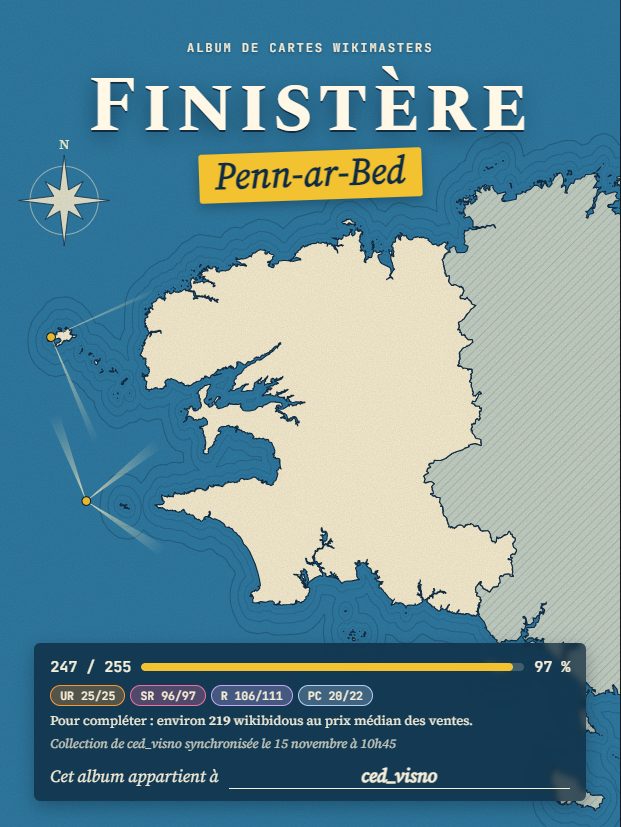 ALBUM DE CARTES WIKIMASTERS
FINISTÈRE
Penn-ar-Bed
N
247 / 255 97 %
UR 25/25 SR 96/97 R 106/111 PC 20/22
Pour compléter : environ 219 wikibidous au prix médian des ventes.
Collection de ced_visno synchronisée le 15 novembre à 10h45
Cet album appartient à ced_visno